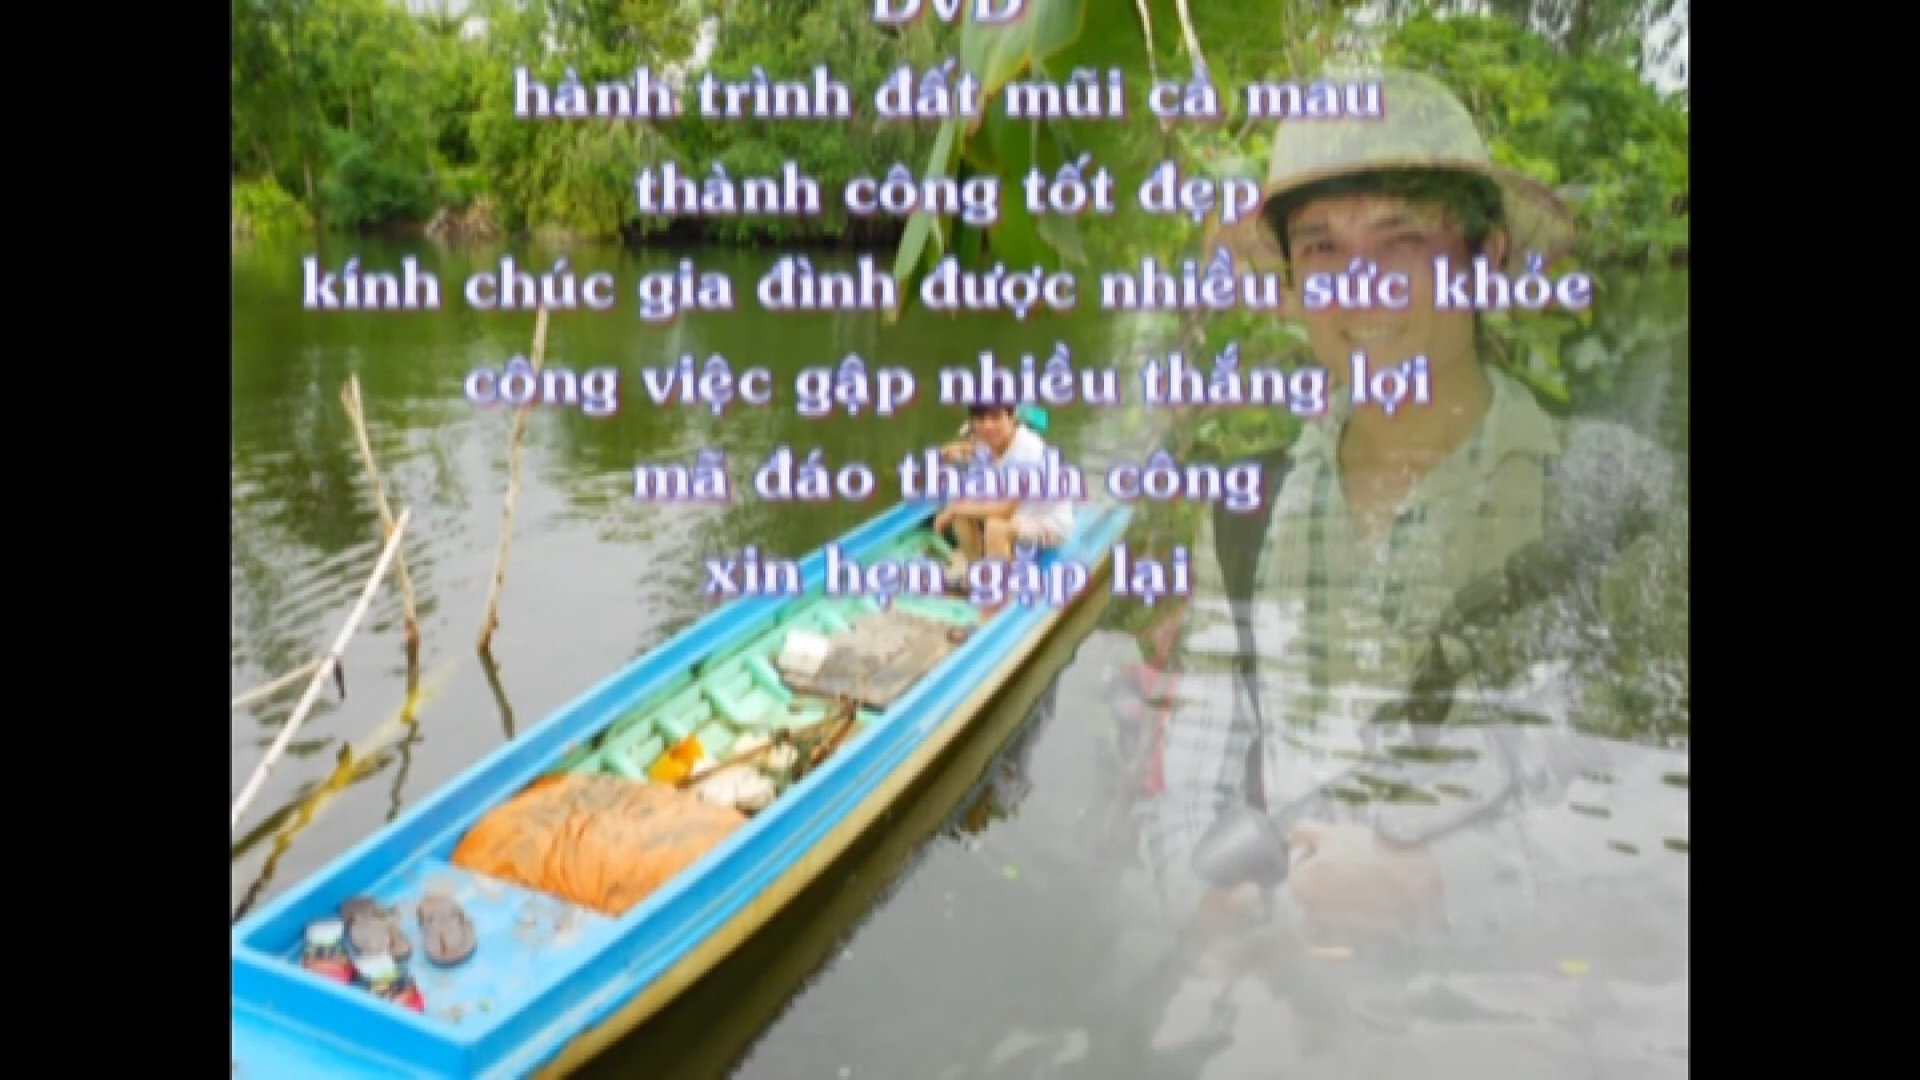 DVD
hành trình đất mũi cà mau
thành công tốt đẹp
kính chúc gia đình được nhiều sức khỏe
công việc gập nhiều thắng lợi
mã đáo thành công
xin hẹn gặp lại